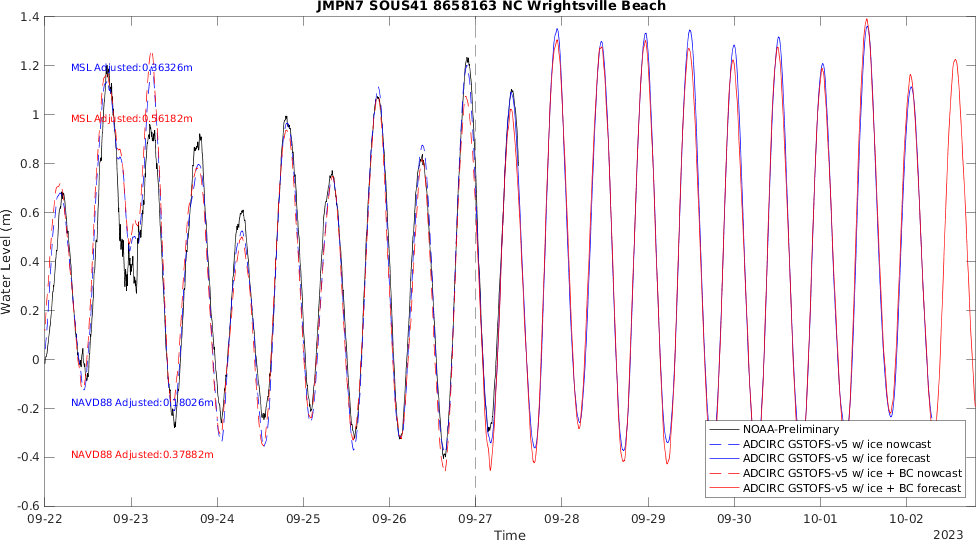 JMPN7 SOUS41 8658163 NC Wrightsville Beach
1.4
1.2
1
0.8
0.6
0.4
0.2
0
-0.2
-0.4
-0.6
Water Level (m)
MSL Adjusted:0.36326m
MSL Adjusted:0.56182m
NAVD88 Adjusted:0.18026m
NAVD88 Adjusted:0.37882m
NOAA-Preliminary
ADCIRC GSTOFS-v5 w/ ice nowcast
ADCIRC GSTOFS-v5 w/ ice forecast
ADCIRC GSTOFS-v5 w/ ice + BC nowcast
ADCIRC GSTOFS-v5 w/ ice + BC forecast
09-22 09-23 09-24 09-25 09-26 09-27 09-28 09-29 09-30 10-01 10-02
Time
2023